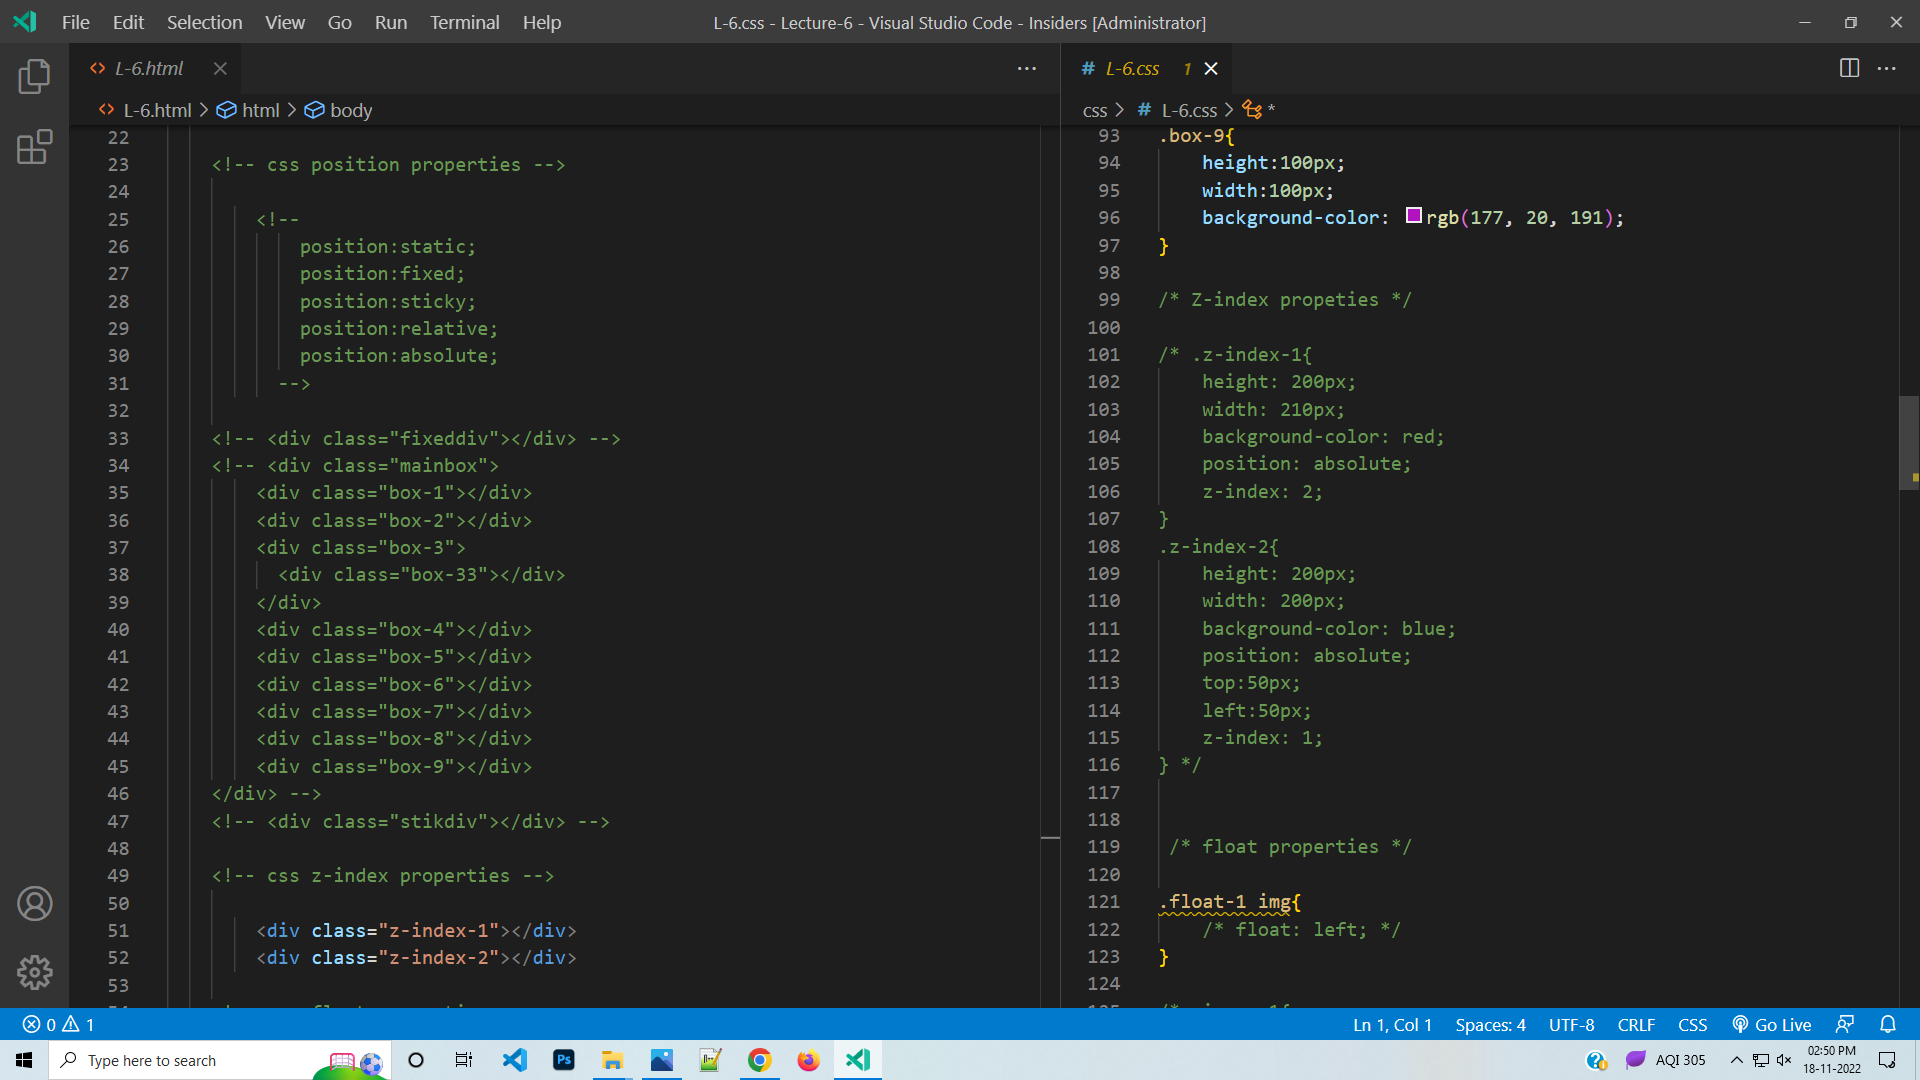 File Edit Selection View Go Run Terminal Help
L-6.css - Lecture-6 - Visual Studio Code - Insiders [Administrator]
L-6.html
L-6.html > html > body
22
23 <!-- css position properties -->
24
25 <!--
26 position:static;
27 position:fixed;
28 position:sticky;
29 position:relative;
30 position:absolute;
31 -->
32
33 <!-- <div class="fixeddiv"></div> -->
34 <!-- <div class="mainbox">
35 <div class="box-1"></div>
36 <div class="box-2"></div>
37 <div class="box-3">
38 <div class="box-33"></div>
39 </div>
40 <div class="box-4"></div>
41 <div class="box-5"></div>
42 <div class="box-6"></div>
43 <div class="box-7"></div>
44 <div class="box-8"></div>
45 <div class="box-9"></div>
46 </div> -->
47 <!-- <div class="stikdiv"></div> -->
48
49 <!-- css z-index properties -->
50
51 <div class="z-index-1"></div>
52 <div class="z-index-2"></div>
53
# L-6.css 1
css > # L-6.css > *
93 .box-9{
94 height:100px;
95 width:100px;
96 background-color: rgb(177, 20, 191);
97 }
98
99 /* Z-index propeties */
100
101 /* .z-index-1{
102 height: 200px;
103 width: 210px;
104 background-color: red;
105 position: absolute;
106 z-index: 2;
107 }
108 .z-index-2{
109 height: 200px;
110 width: 200px;
111 background-color: blue;
112 position: absolute;
113 top:50px;
114 left:50px;
115 z-index: 1;
116 } */
117
118
119 /* float properties */
120
121 .float-1 img{
122 /* float: left; */
123 }
124
0 1
Ln 1, Col 1 Spaces: 4 UTF-8 CRLF CSS Go Live
Type here to search
Ps
AQI 305
02:50 PM
18-11-2022